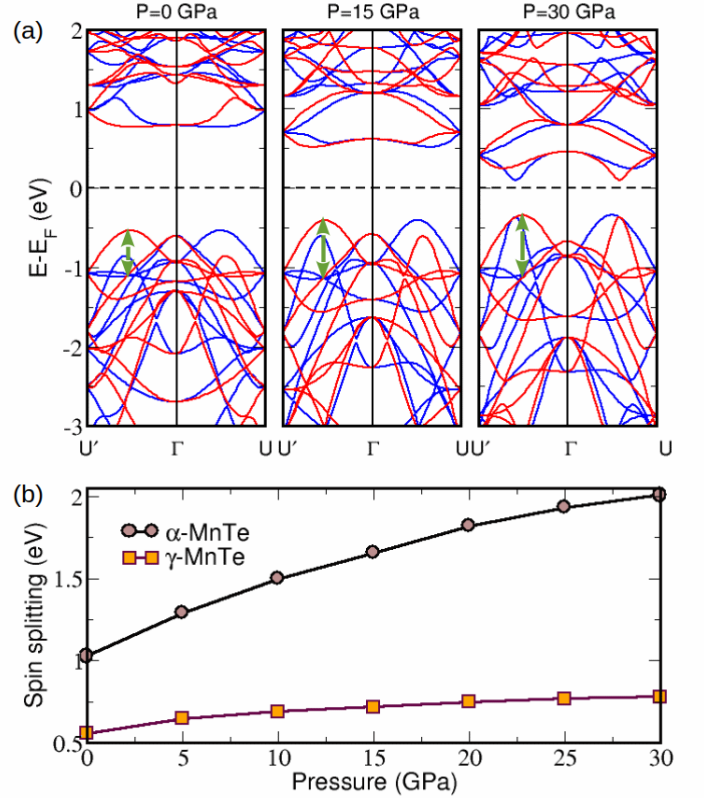 (a) P=0 GPa P=15 GPa P=30 GPa
2
1
0
-1
-2
-3
E-E_F (eV)
U' Γ U U' Γ U U' Γ U
(b)
2
1.5
1
0.5
Spin splitting (eV)
α-MnTe
γ-MnTe
0 5 10 15 20 25 30
Pressure (GPa)